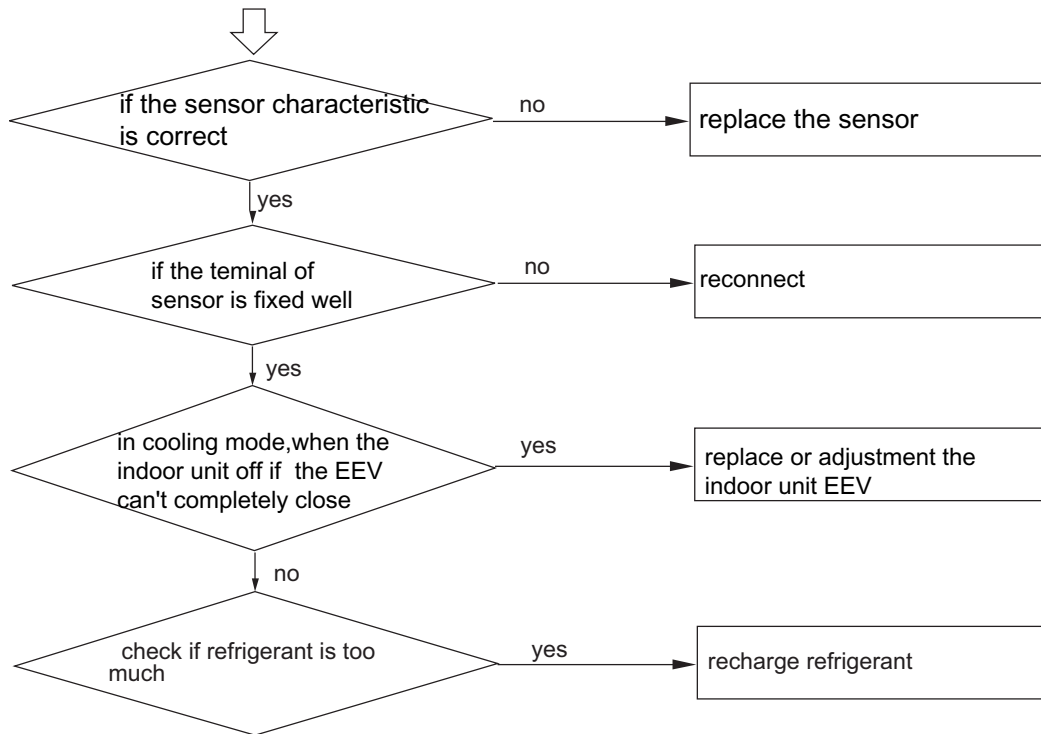 if the sensor characteristic
is correct
no
replace the sensor
yes
if the teminal of
sensor is fixed well
no
reconnect
yes
in cooling mode,when the
indoor unit off if  the EEV
can't completely close
yes
replace or adjustment the
indoor unit EEV
no
check if refrigerant is too
much
yes
recharge refrigerant